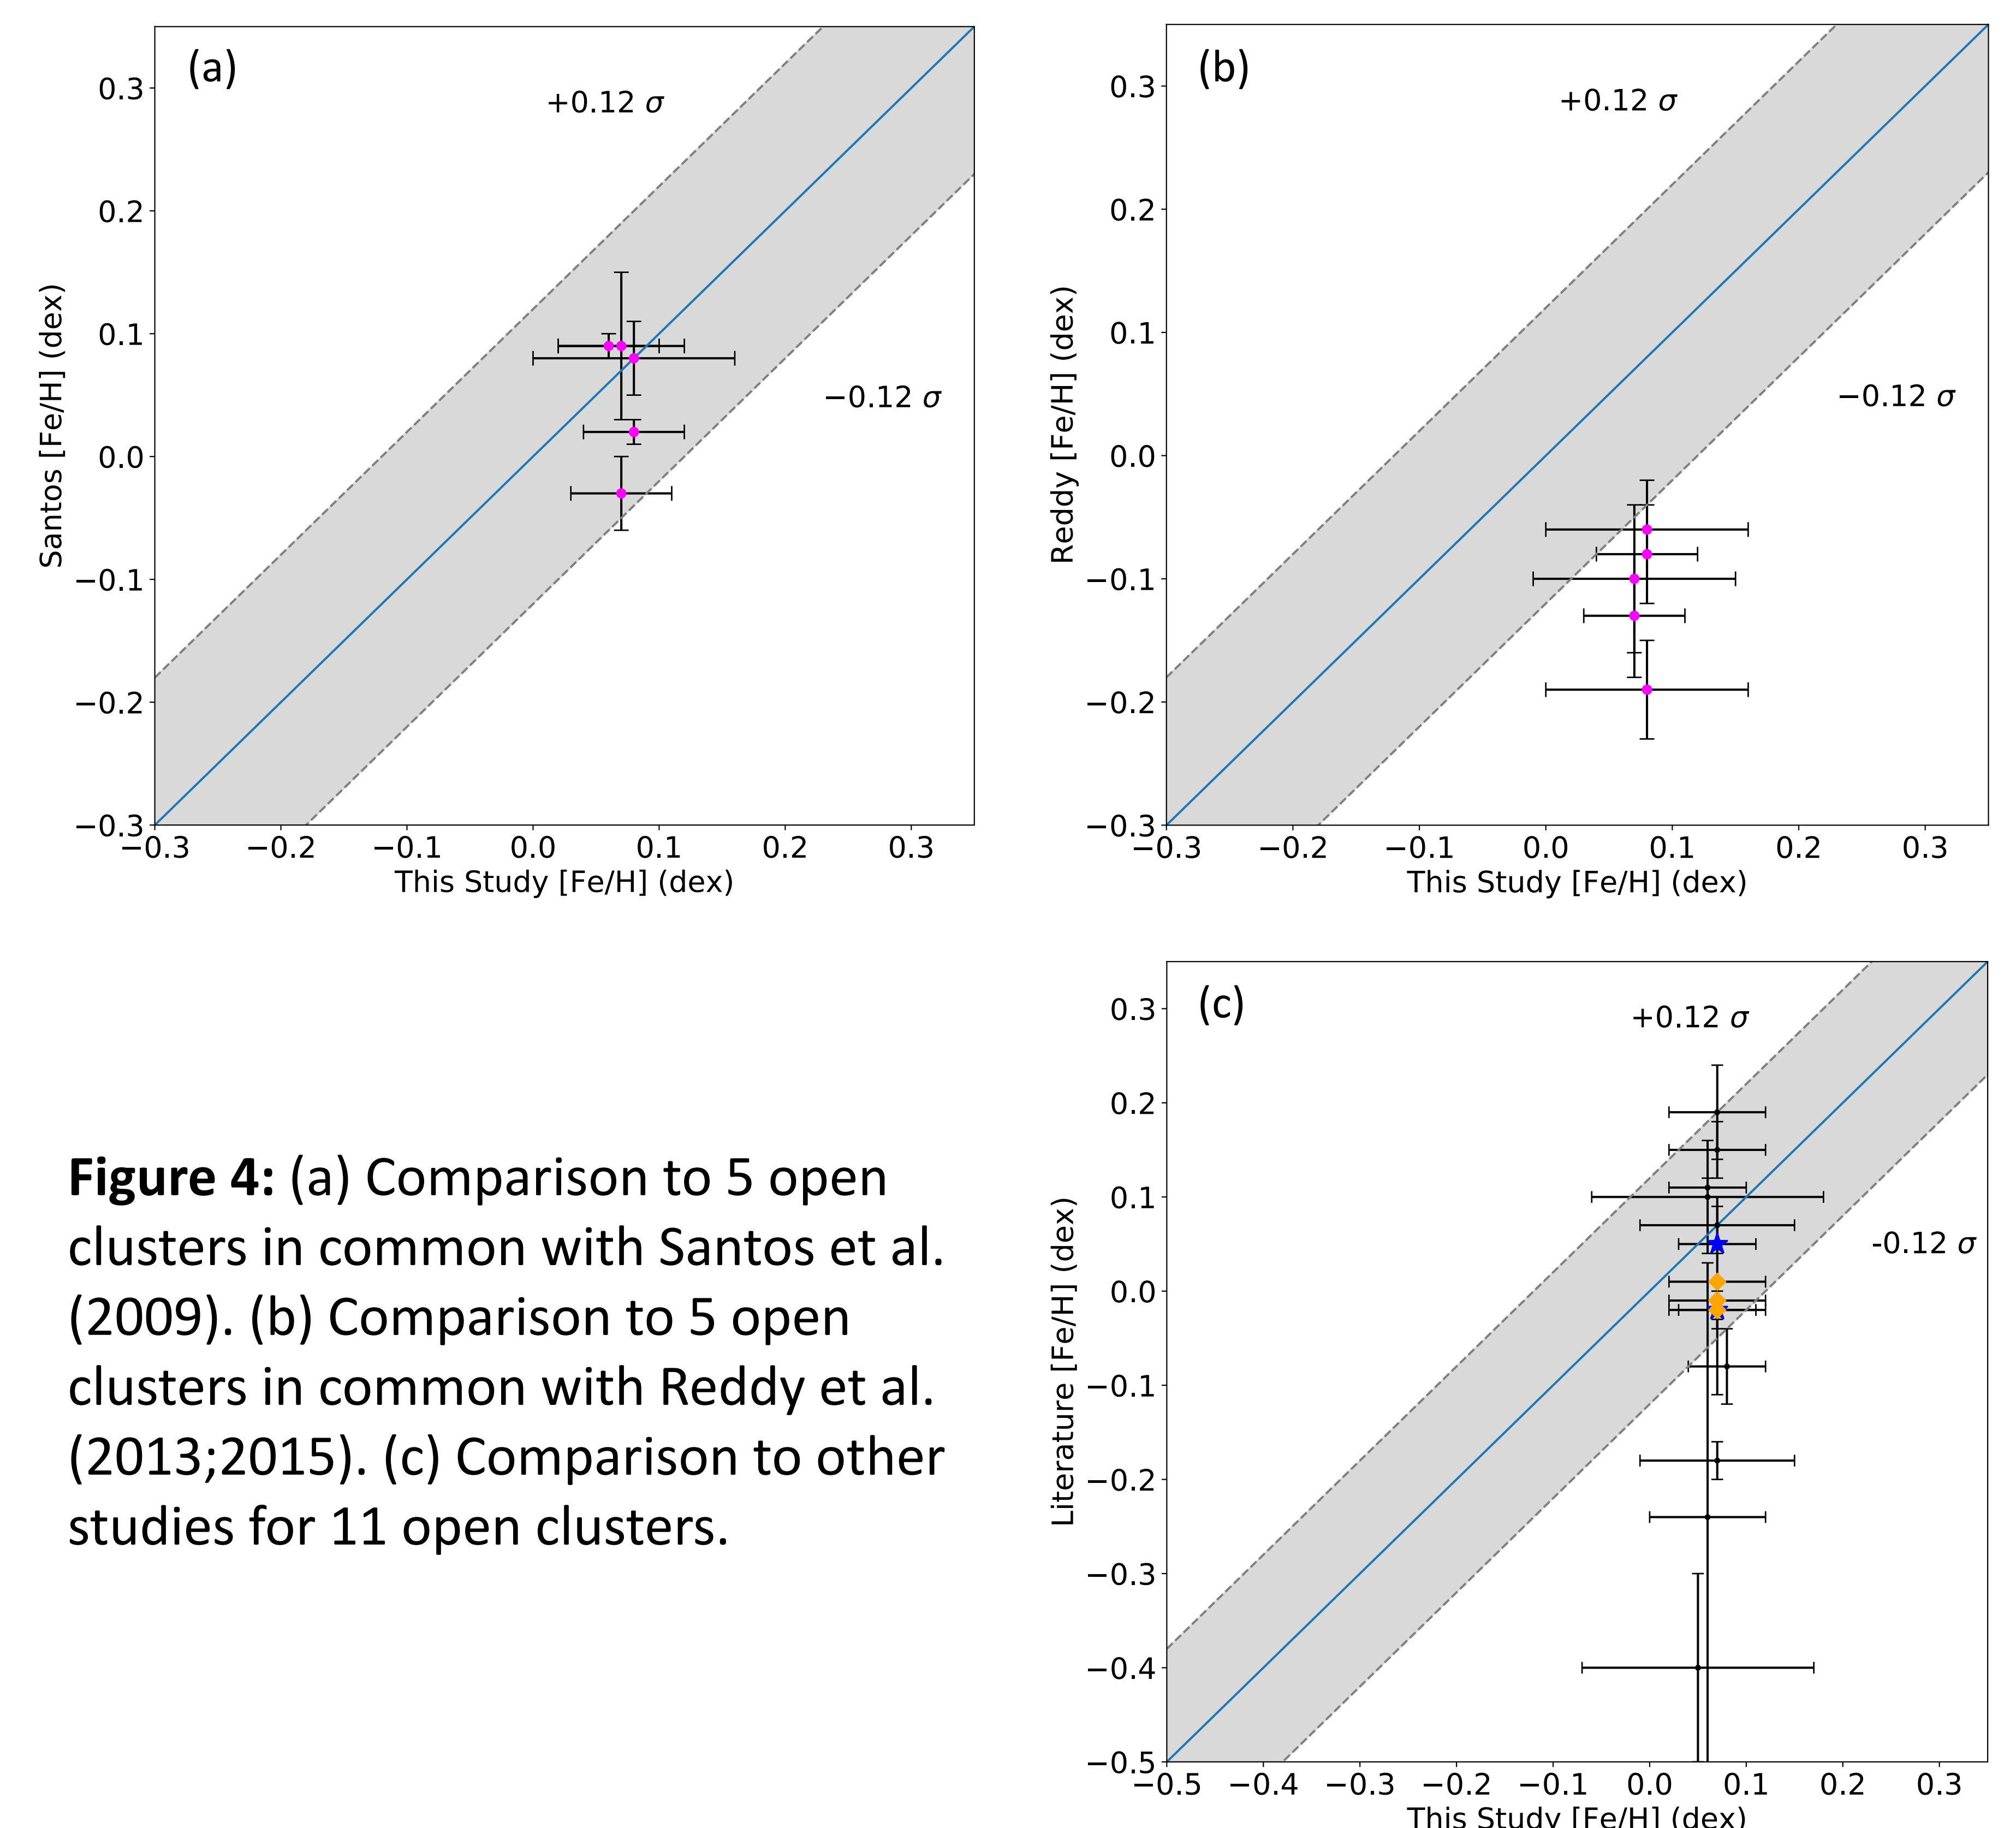 (a)
+0.12 σ
−0.12 σ
0.3
0.2
0.1
0.0
−0.1
−0.2
−0.3
Santos [Fe/H] (dex)
−0.3 −0.2 −0.1 0.0 0.1 0.2 0.3
This Study [Fe/H] (dex)
(b)
+0.12 σ
−0.12 σ
0.3
0.2
0.1
0.0
−0.1
−0.2
−0.3
Reddy [Fe/H] (dex)
−0.3 −0.2 −0.1 0.0 0.1 0.2 0.3
This Study [Fe/H] (dex)
Figure 4: (a) Comparison to 5 open
clusters in common with Santos et al.
(2009). (b) Comparison to 5 open
clusters in common with Reddy et al.
(2013;2015). (c) Comparison to other
studies for 11 open clusters.
(c)
+0.12 σ
-0.12 σ
0.3
0.2
0.1
0.0
−0.1
−0.2
−0.3
−0.4
−0.5
Literature [Fe/H] (dex)
−0.5 −0.4 −0.3 −0.2 −0.1 0.0 0.1 0.2 0.3
This Study [Fe/H] (dex)